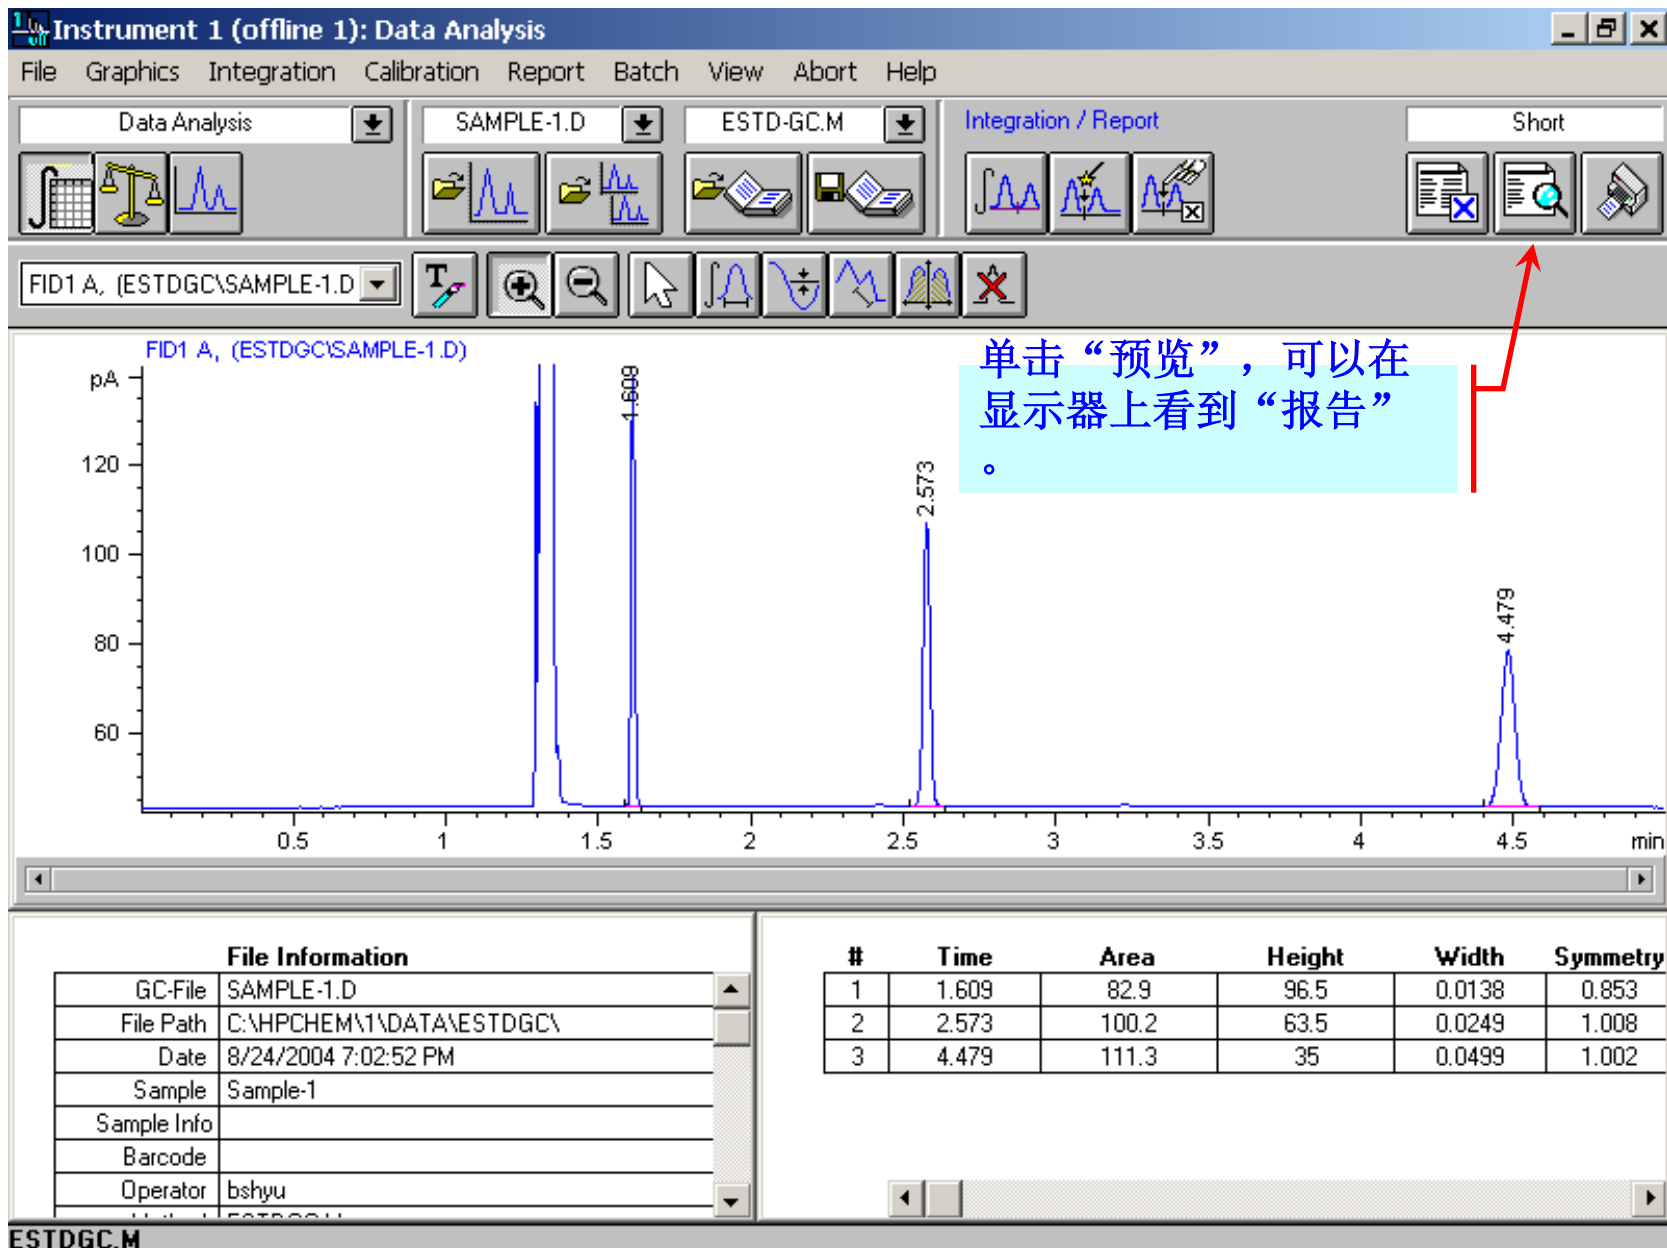 Instrument 1 (offline 1): Data Analysis
File Graphics Integration Calibration Report Batch View Abort Help
Data Analysis SAMPLE-1.D ESTD-GC.M Integration / Report Short
FID1 A, (ESTDGC\SAMPLE-1.D
FID1 A, (ESTDGC\SAMPLE-1.D)
单击“预览”，可以在
显示器上看到“报告”
。
pA
1.609
120
2.573
100
4.479
80
60
0.5 1 1.5 2 2.5 3 3.5 4 4.5 min
File Information
GC-File SAMPLE-1.D
File Path C:\HPCHEM\1\DATA\ESTDGC\
Date 8/24/2004 7:02:52 PM
Sample Sample-1
Sample Info
Barcode
Operator bshyu
# Time Area Height Width Symmetry
1 1.609 82.9 96.5 0.0138 0.853
2 2.573 100.2 63.5 0.0249 1.008
3 4.479 111.3 35 0.0499 1.002
ESTDGC.M